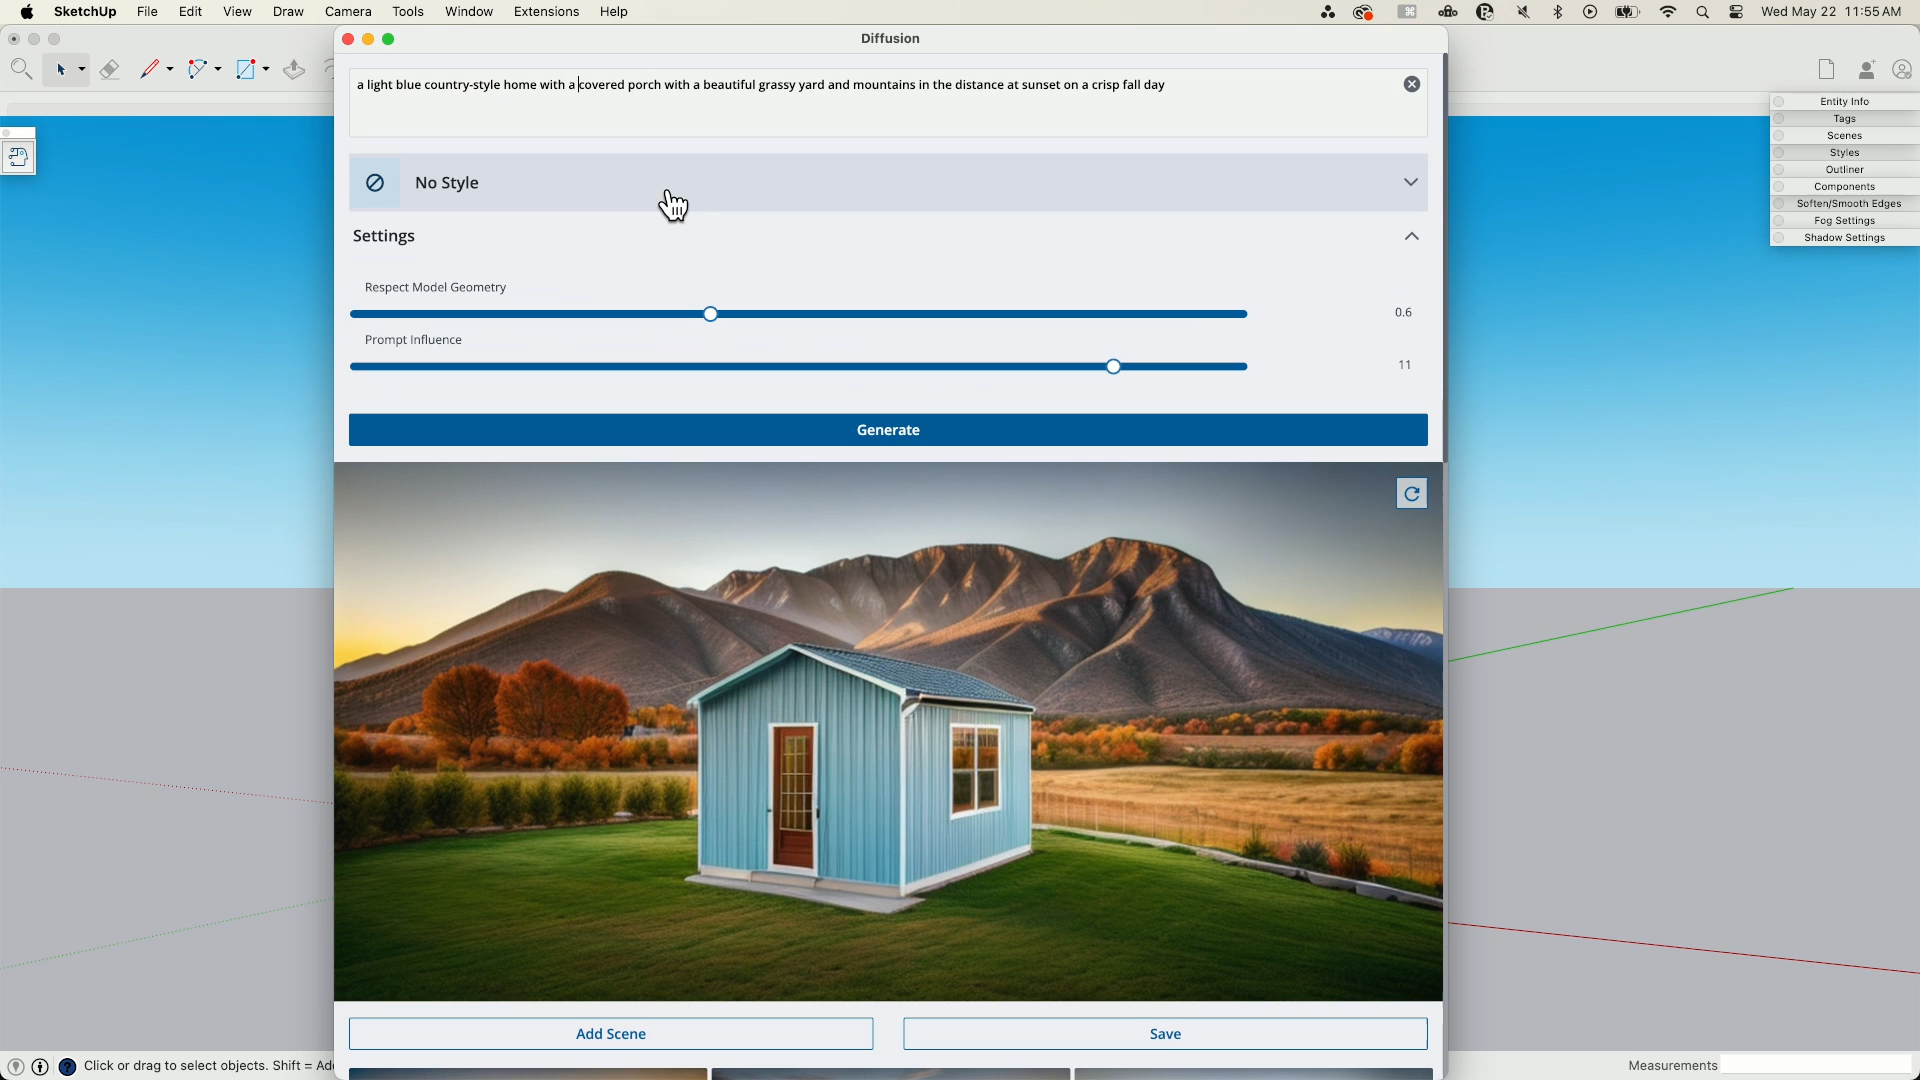 SketchUp File Edit View Draw Camera Tools Window Extensions Help
Wed May 22 11:55 AM
Diffusion
a light blue country-style home with a covered porch with a beautiful grassy yard and mountains in the distance at sunset on a crisp fall day
No Style
Settings
Respect Model Geometry
0.6
Prompt Influence
11
Generate
Add Scene
Save
Entity Info
Tags
Scenes
Styles
Outliner
Components
Soften/Smooth Edges
Fog Settings
Shadow Settings
Click or drag to select objects. Shift =
Measurements